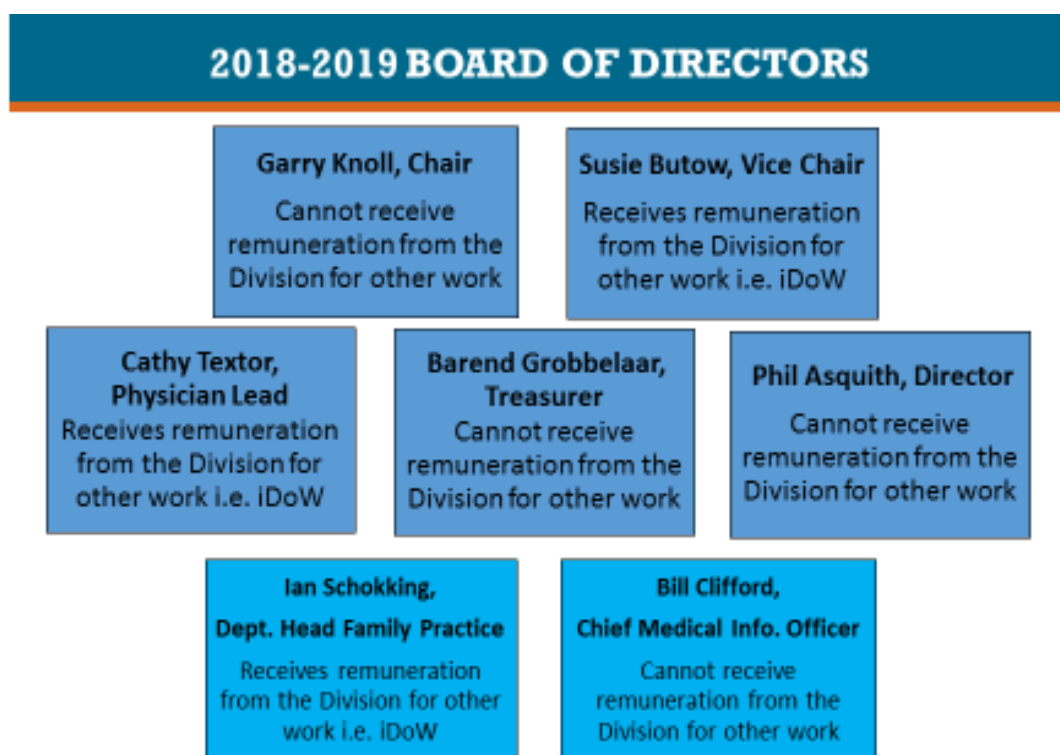 2018-2019 BOARD OF DIRECTORS
Garry Knoll, Chair
Cannot receive
remuneration from the
Division for other work
Susie Butow, Vice Chair
Receives remuneration
from the Division for
other work i.e. iDoW
Cathy Textor,
Physician Lead
Receives remuneration
from the Division for
other work i.e. iDoW
Barend Grobbelaar,
Treasurer
Cannot receive
remuneration from the
Division for other work
Phil Asquith, Director
Cannot receive
remuneration from the
Division for other work
Ian Schokking,
Dept. Head Family Practice
Receives remuneration
from the Division for other
work i.e. iDoW
Bill Clifford,
Chief Medical Info. Officer
Cannot receive
remuneration from the
Division for other work